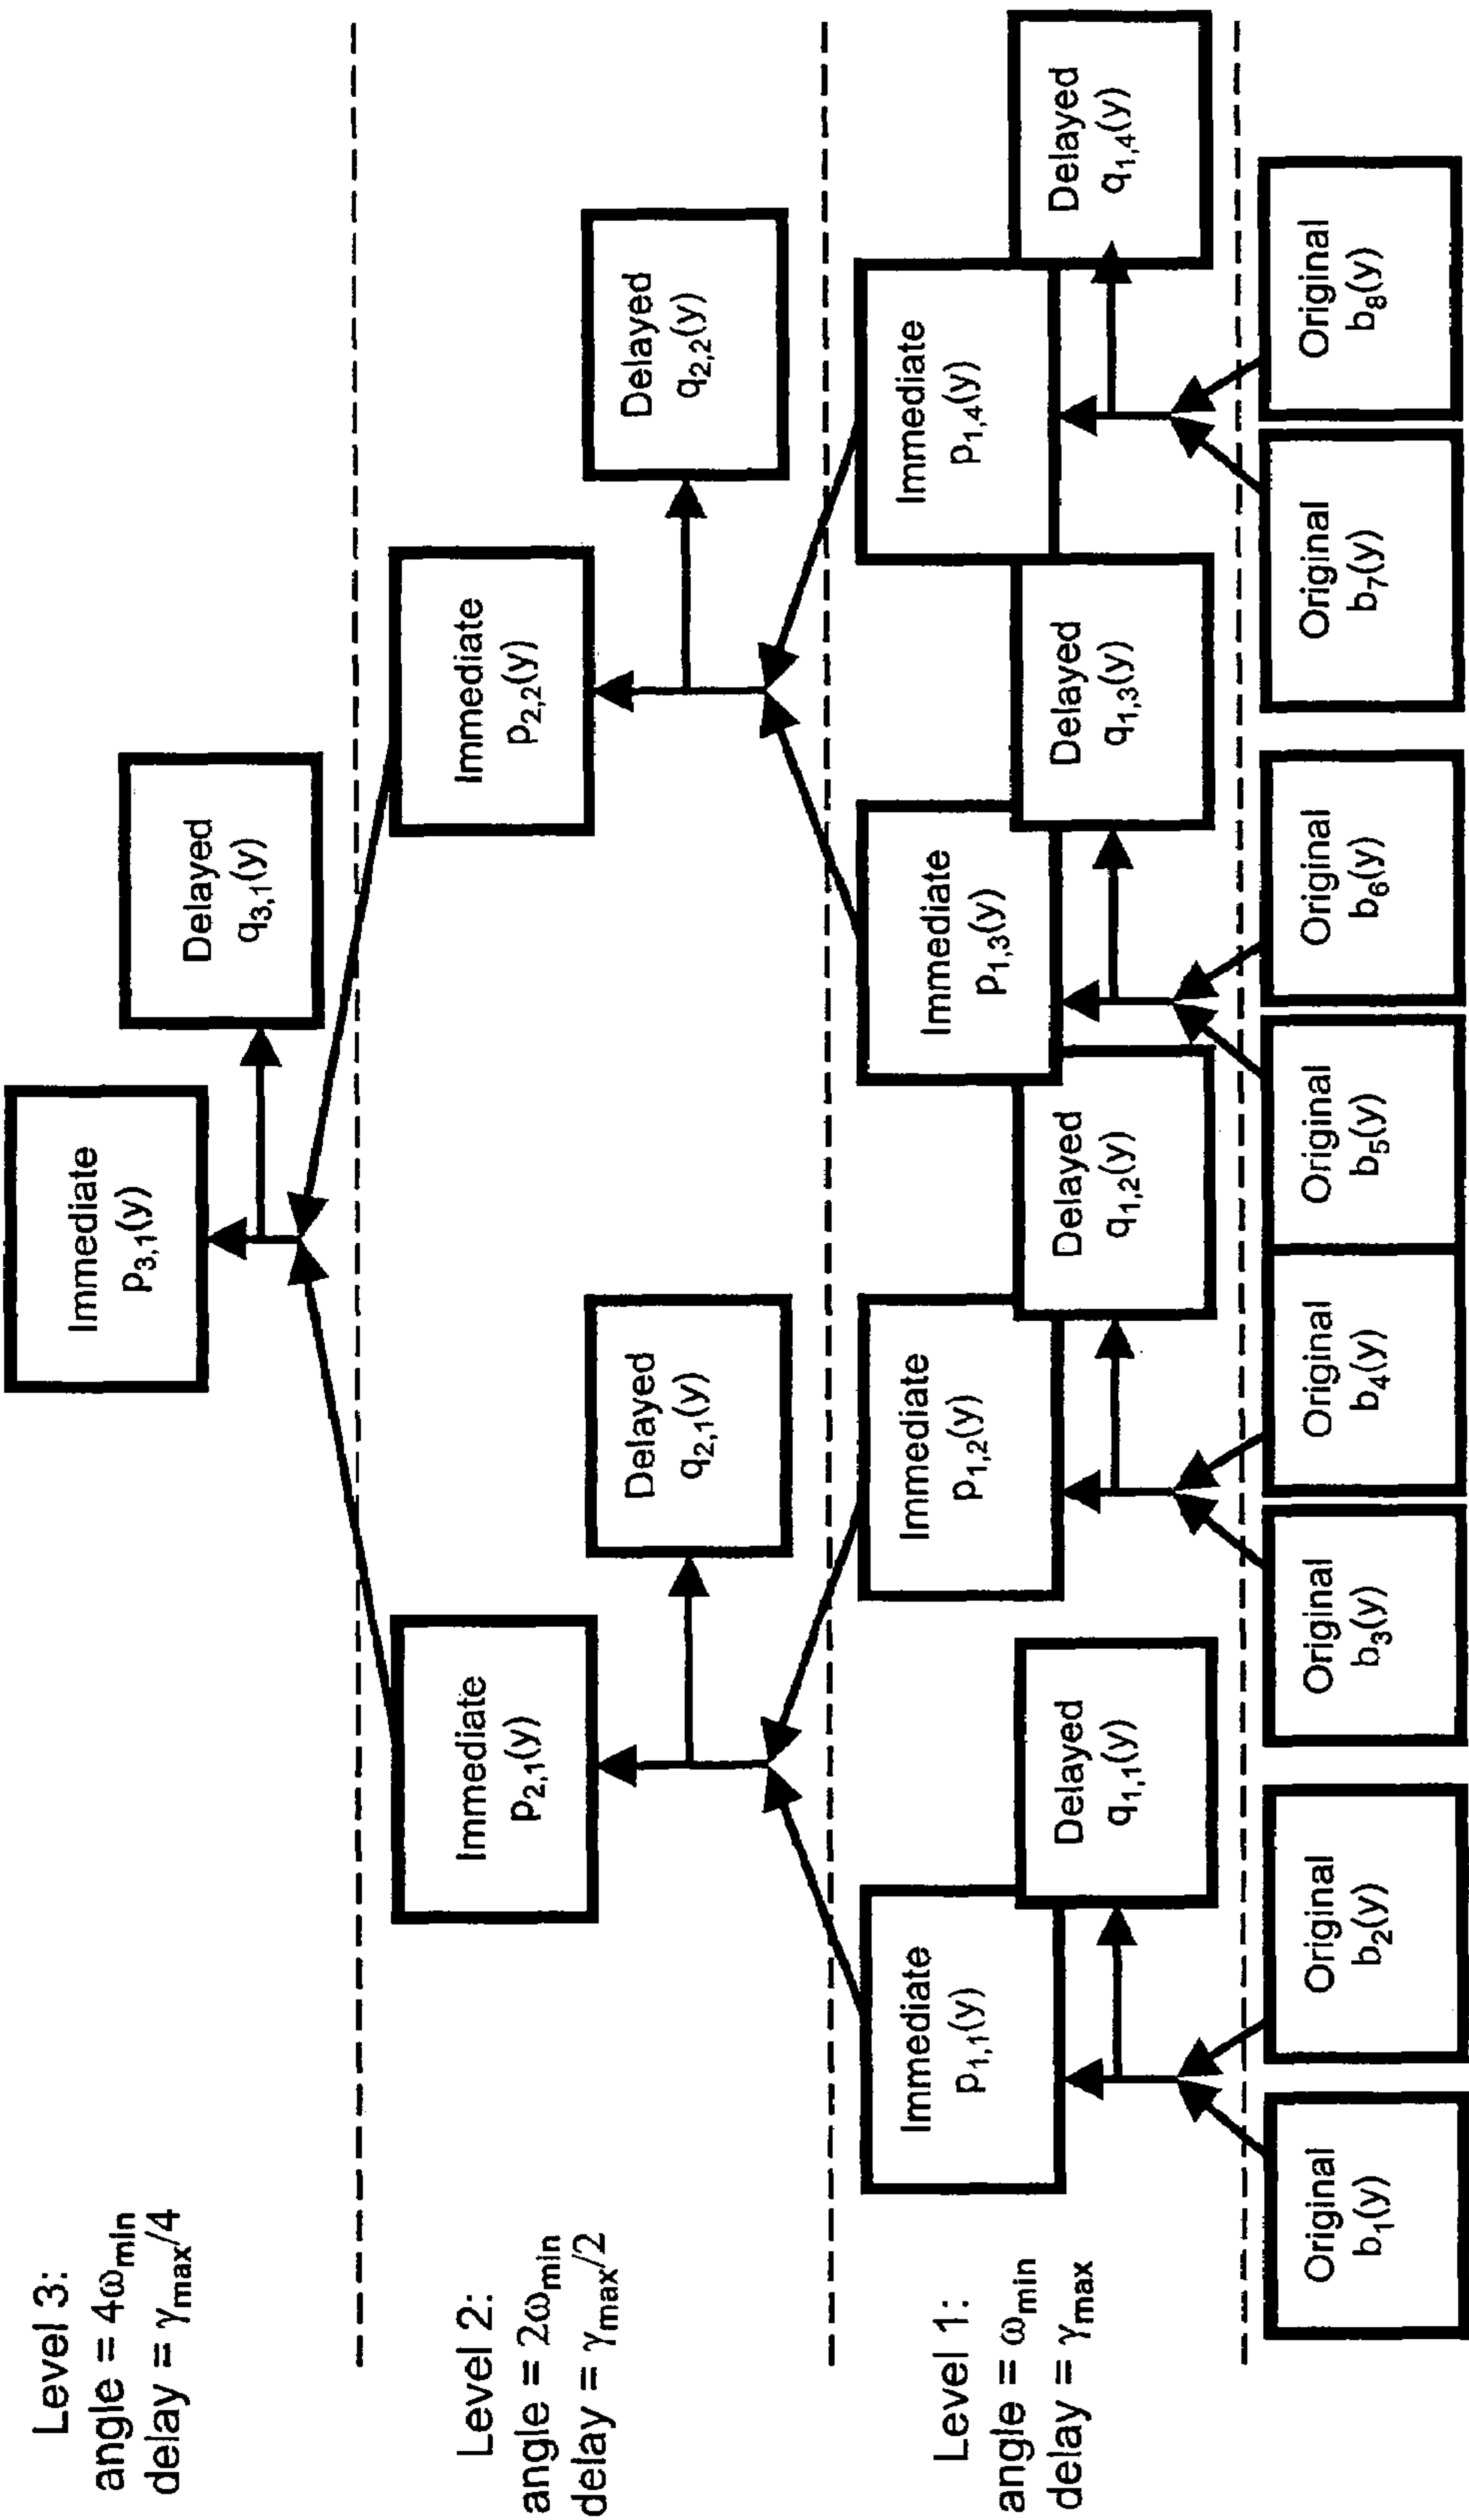 Level 3:
angle = 4ωmin
delay = γmax/4
Immediate
p3,1(y)
Delayed
q3,1(y)
Level 2:
angle = 2ωmin
delay = γmax/2
Immediate
p2,1(y)
Delayed
q2,1(y)
Immediate
p2,2(y)
Delayed
q2,2(y)
Level 1:
angle = ωmin
delay = γmax
Immediate
p1,1(y)
Delayed
q1,1(y)
Immediate
p1,2(y)
Delayed
q1,2(y)
Immediate
p1,3(y)
Delayed
q1,3(y)
Immediate
p1,4(y)
Delayed
q1,4(y)
Original
b1(y)
Original
b2(y)
Original
b3(y)
Original
b4(y)
Original
b5(y)
Original
b6(y)
Original
b7(y)
Original
b8(y)